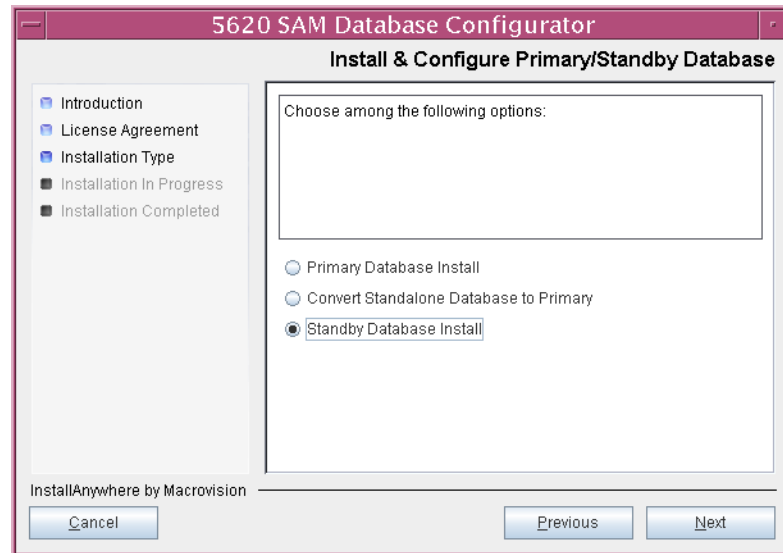 5620 SAM Database Configurator
Install & Configure Primary/Standby Database
Introduction
License Agreement
Installation Type
Installation In Progress
Installation Completed
Choose among the following options:
Primary Database Install
Convert Standalone Database to Primary
Standby Database Install
InstallAnywhere by Macrovision
Cancel
Previous
Next